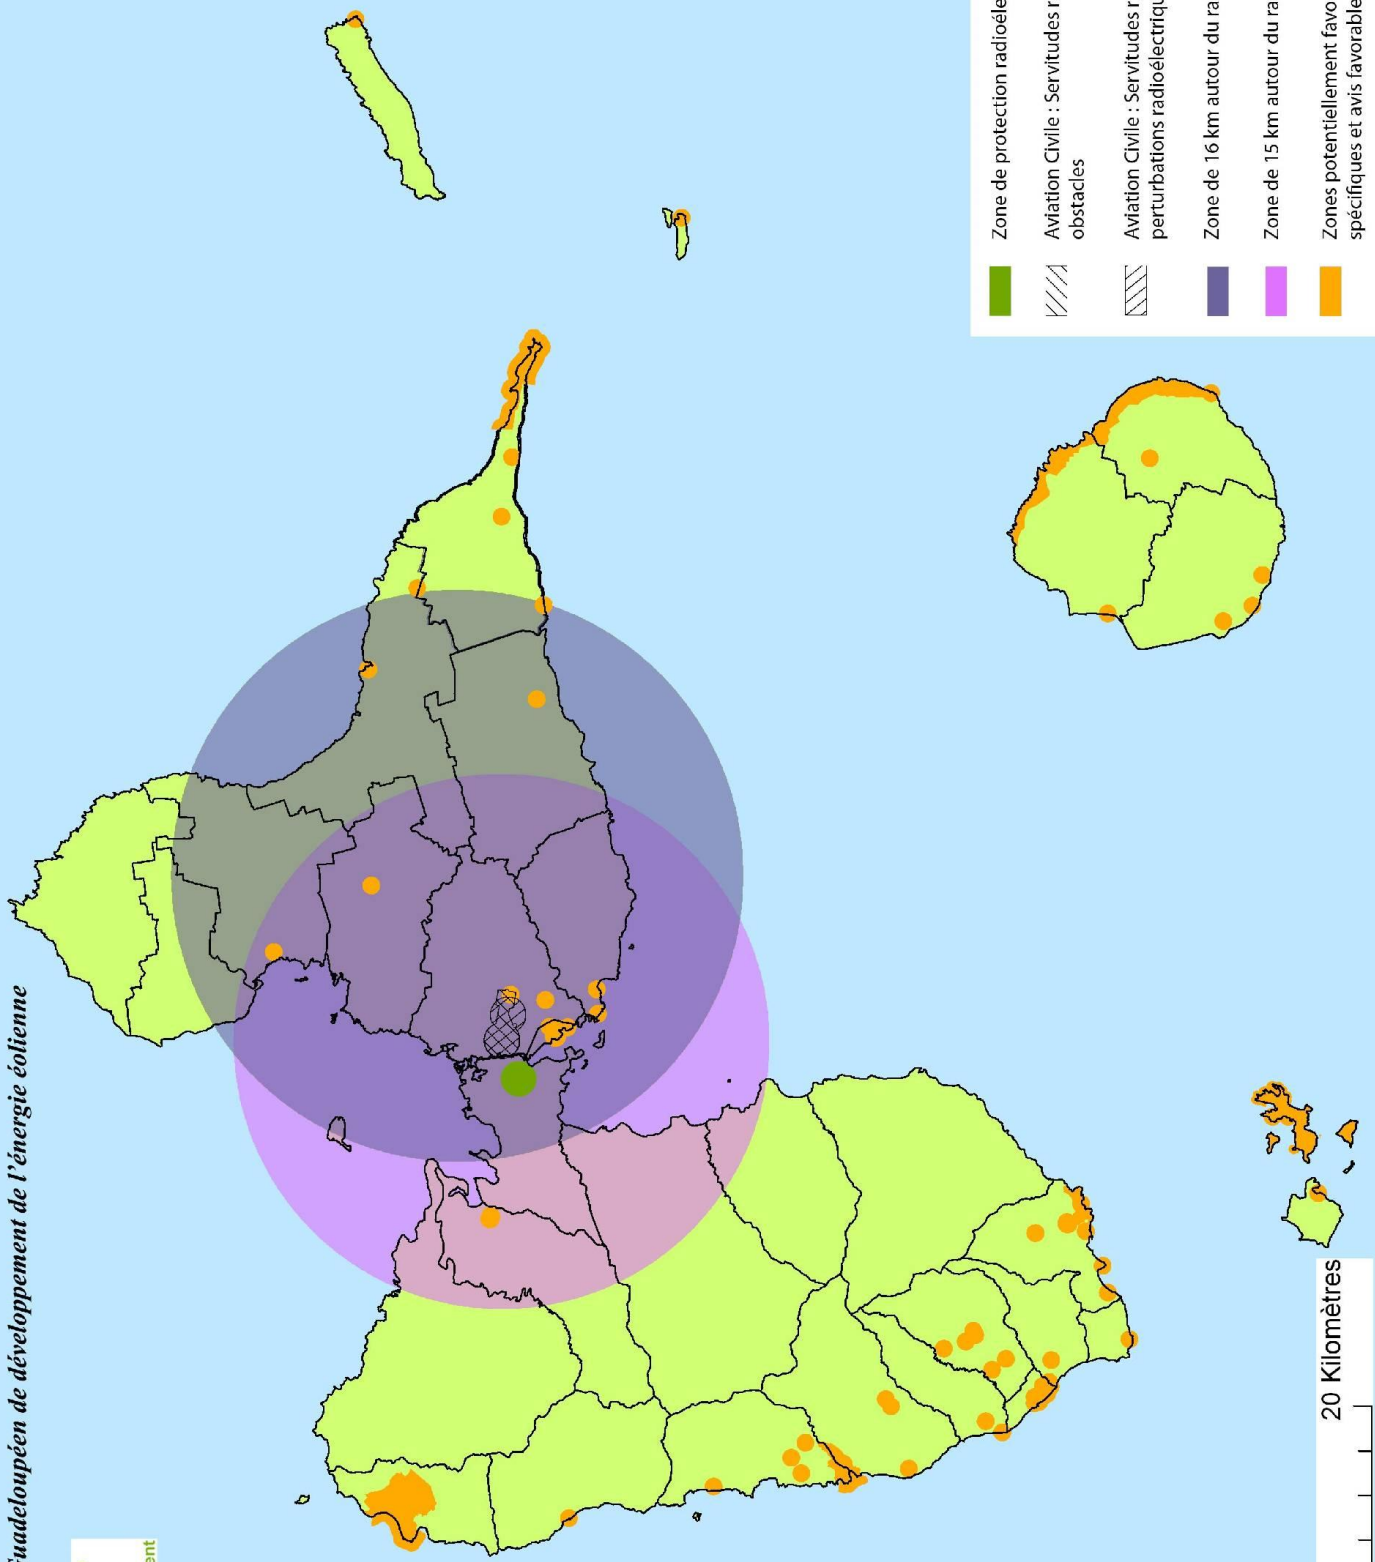 uadeloupéen de développement de l'énergie éolienne
ent
Zone de protection radioéle
Aviation Civile : Servitudes r
obstacles
Aviation Civile : Servitudes r
perturbations radioélectriqu
Zone de 16 km autour du ra
Zone de 15 km autour du ra
Zones potentiellement favo
spécifiques et avis favorable
20 Kilomètres